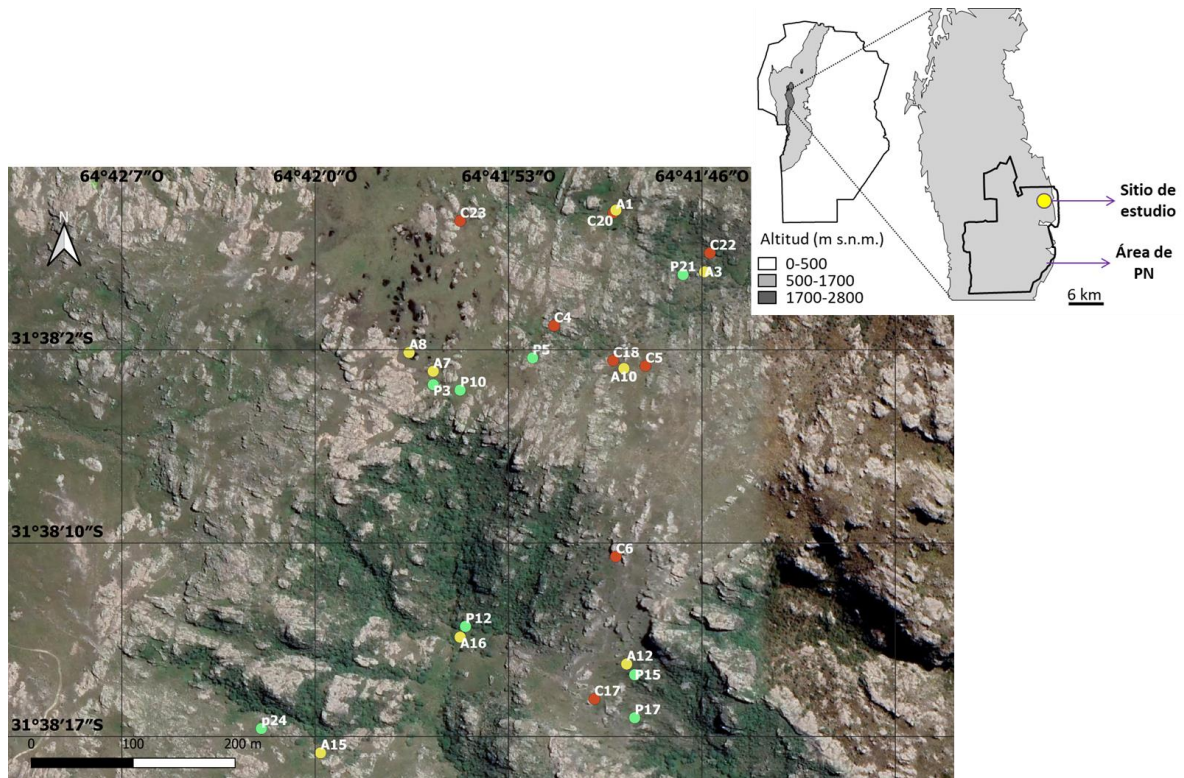 Sitio de
estudio
Área de
PN
6 km
Altitud (m s.n.m.)
0-500
500-1700
1700-2800
64°42′7″O
64°42′0″O
64°41′53″O
64°41′46″O
N
C23
A1
C20
C22
P21
A3
C4
31°38′2″S
A8
P5
C18
C5
A7
A10
P3
P10
31°38′10″S
C6
P12
A16
A12
P15
C17
P17
31°38′17″S
p24
A15
0
100
200 m